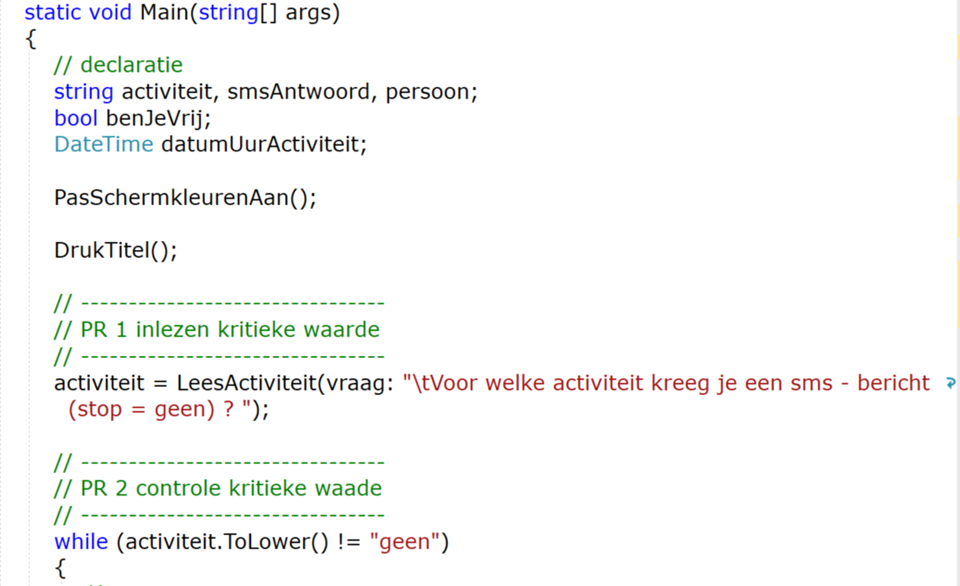 static void Main(string[] args)
{
// declaratie
string activiteit, smsAntwoord, persoon;
bool benJeVrij;
DateTime datumUurActiviteit;
PasSchermkleurenAan();
DrukTitel();
// --------------------------------
// PR 1 inlezen kritieke waarde
// --------------------------------
activiteit = LeesActiviteit(vraag: "\tVoor welke activiteit kreeg je een sms - bericht
(stop = geen) ? ");
// --------------------------------
// PR 2 controle kritieke waade
// --------------------------------
while (activiteit.ToLower() != "geen")
{